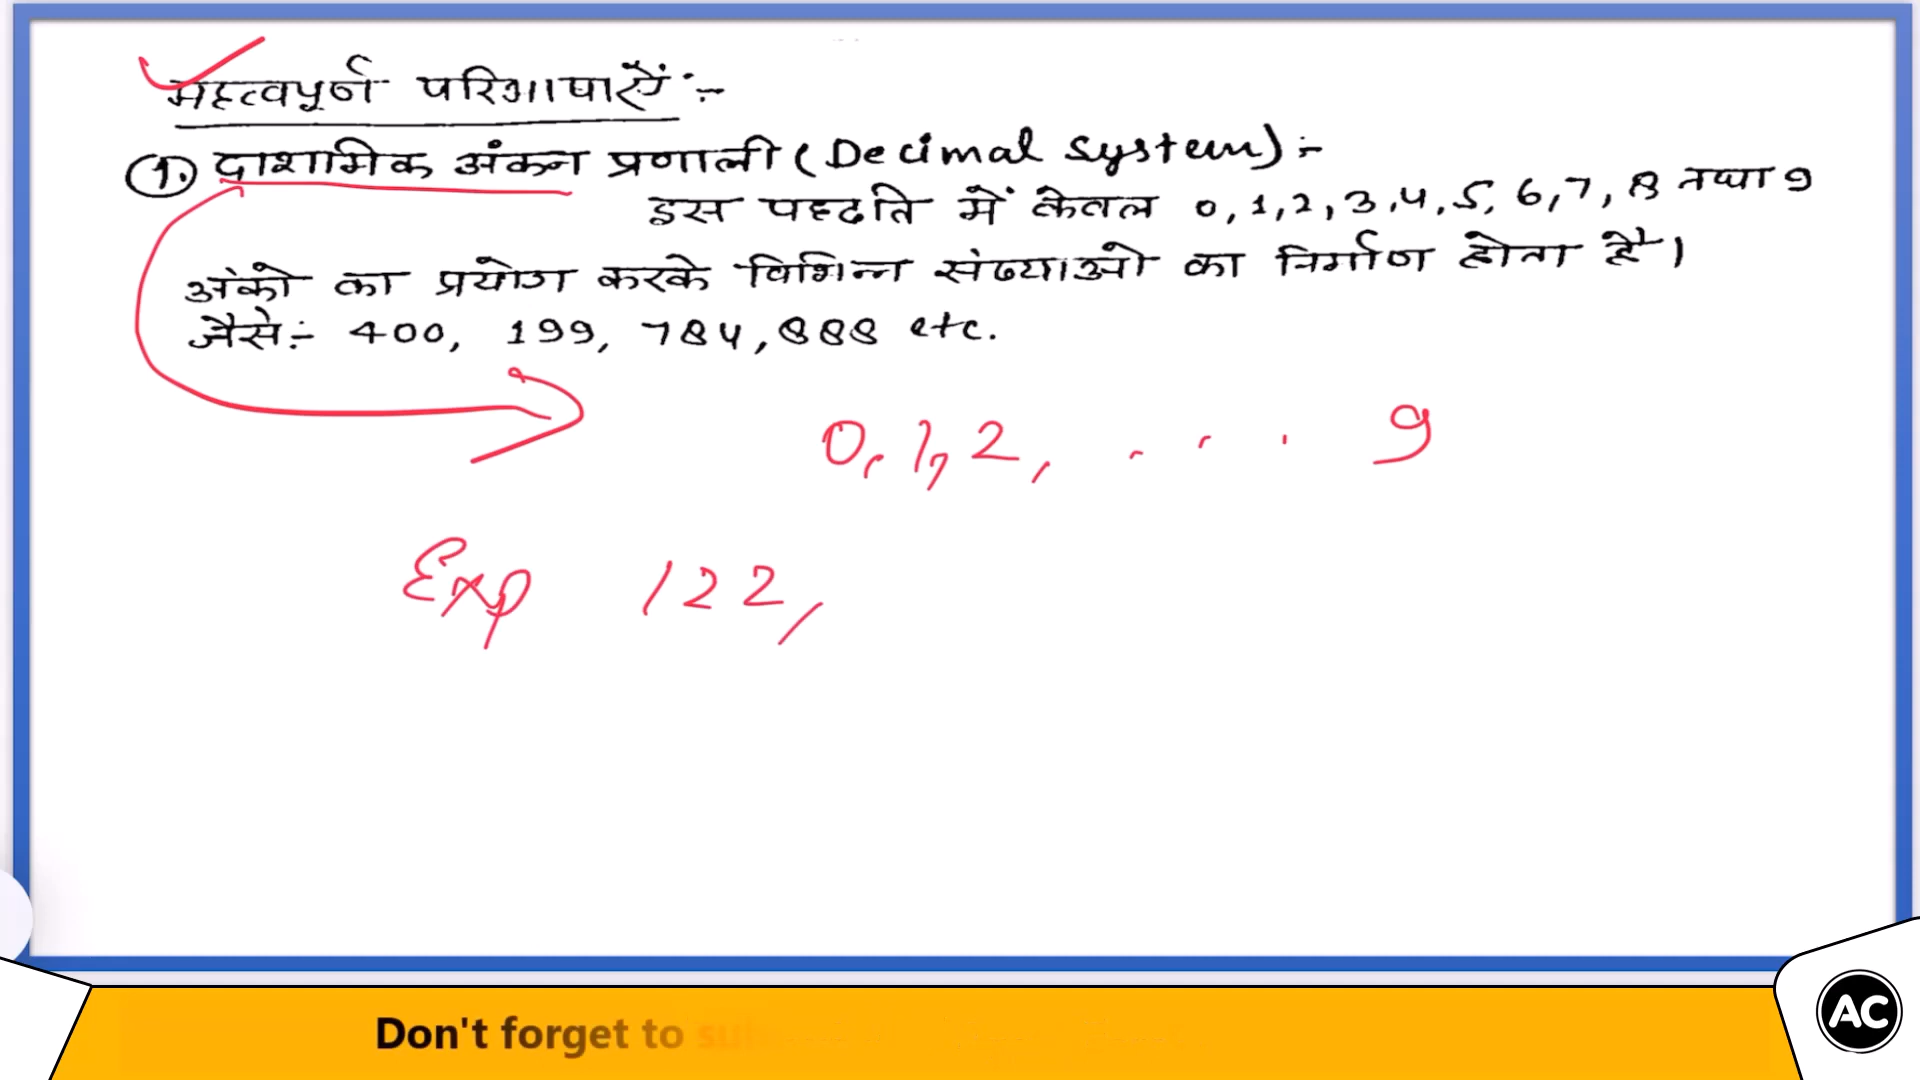 महत्वपूर्ण परिभाषाएँ :-
1. दाशमिक अंकन प्रणाली (Decimal system) :-
इस पद्धति में केवल 0, 1, 2, 3, 4, 5, 6, 7, 8 तथा 9
अंको का प्रयोग करके विभिन्न संख्याओ का निर्माण होता है।
जैसे:- 400, 199, 784, 888 etc.
0, 1, 2, . . . 9
Exp 122,
Don't forget to
AC